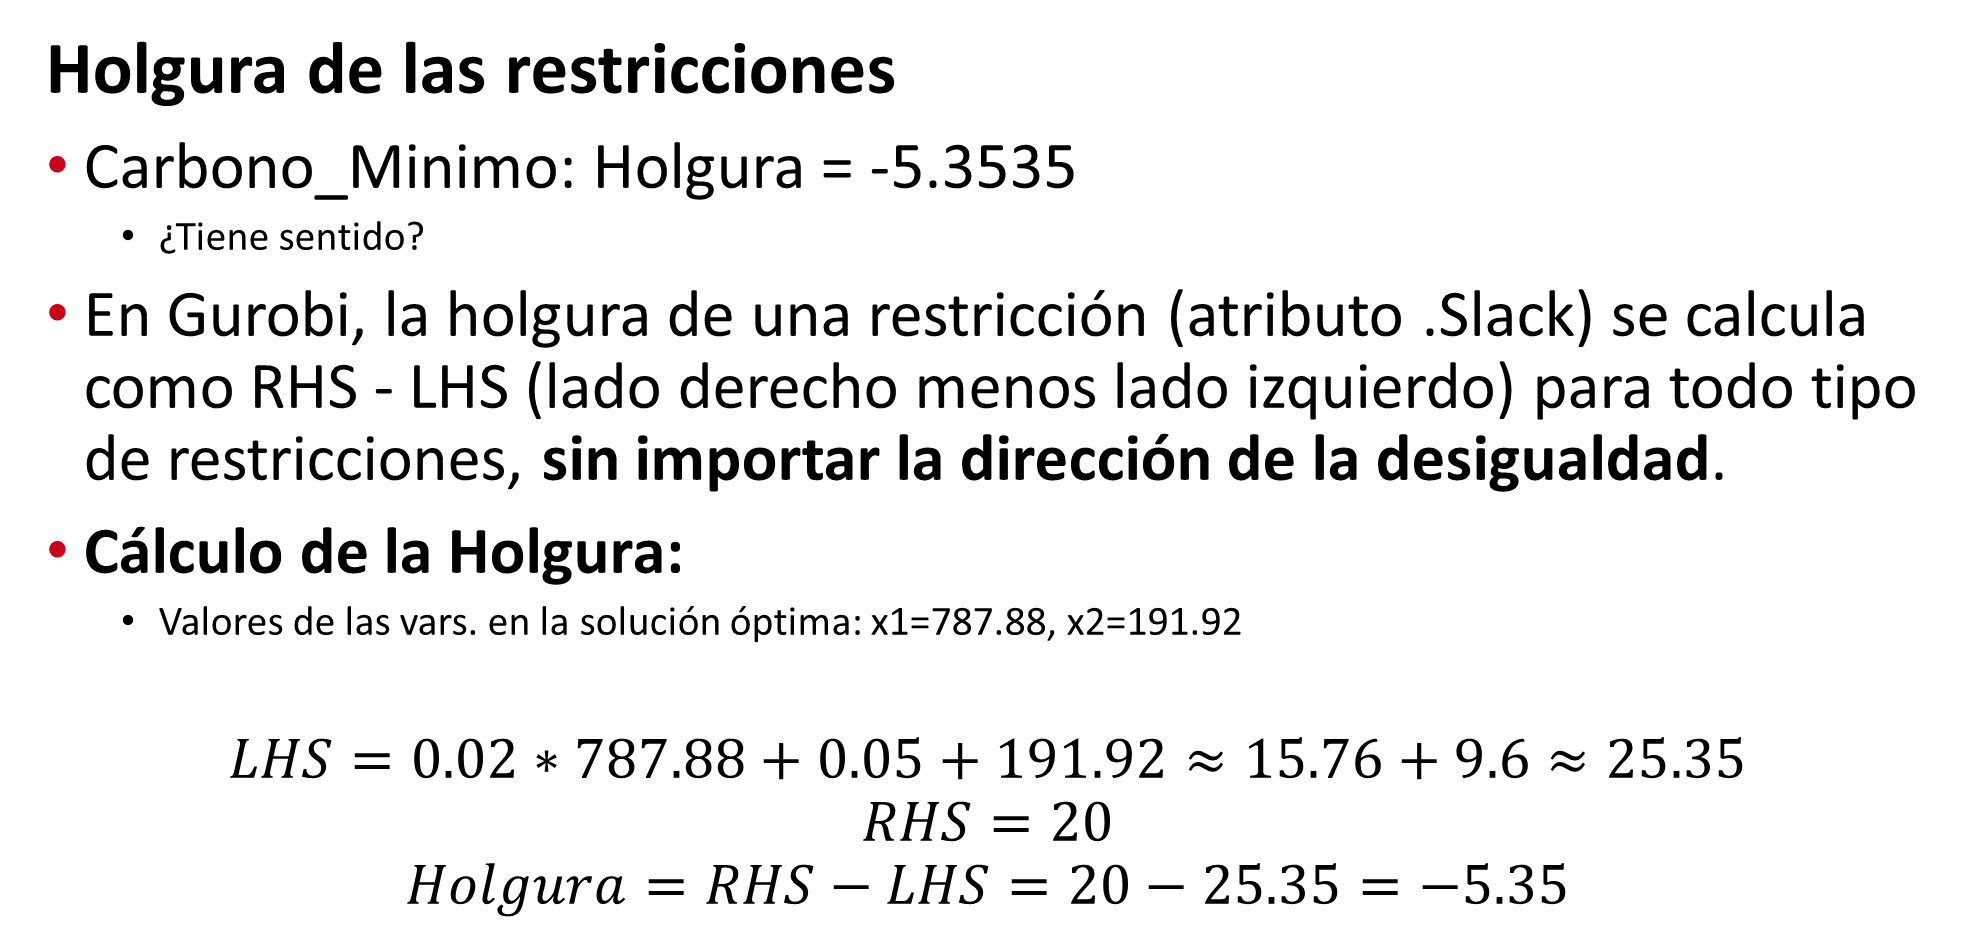 Holgura de las restricciones
• Carbono_Minimo: Holgura = -5.3535
• ¿Tiene sentido?
• En Gurobi, la holgura de una restricción (atributo .Slack) se calcula
como RHS - LHS (lado derecho menos lado izquierdo) para todo tipo
de restricciones, sin importar la dirección de la desigualdad.
• Cálculo de la Holgura:
• Valores de las vars. en la solución óptima: x1=787.88, x2=191.92
LHS = 0.02 ∗ 787.88 + 0.05 + 191.92 ≈ 15.76 + 9.6 ≈ 25.35
RHS = 20
Holgura = RHS − LHS = 20 − 25.35 = −5.35